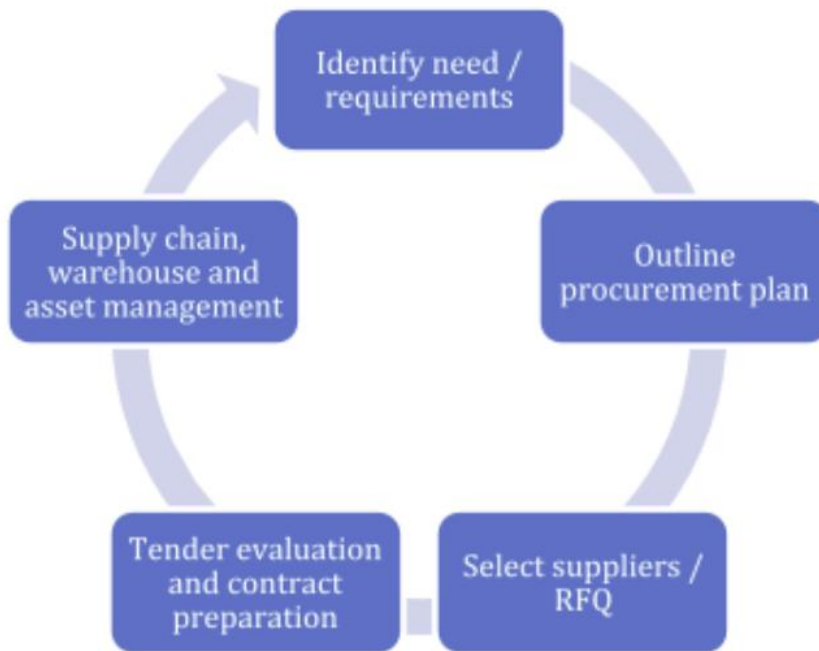 Identify need /
requirements
Outline
procurement plan
Select suppliers /
RFQ
Tender evaluation
and contract
preparation
Supply chain,
warehouse and
asset management